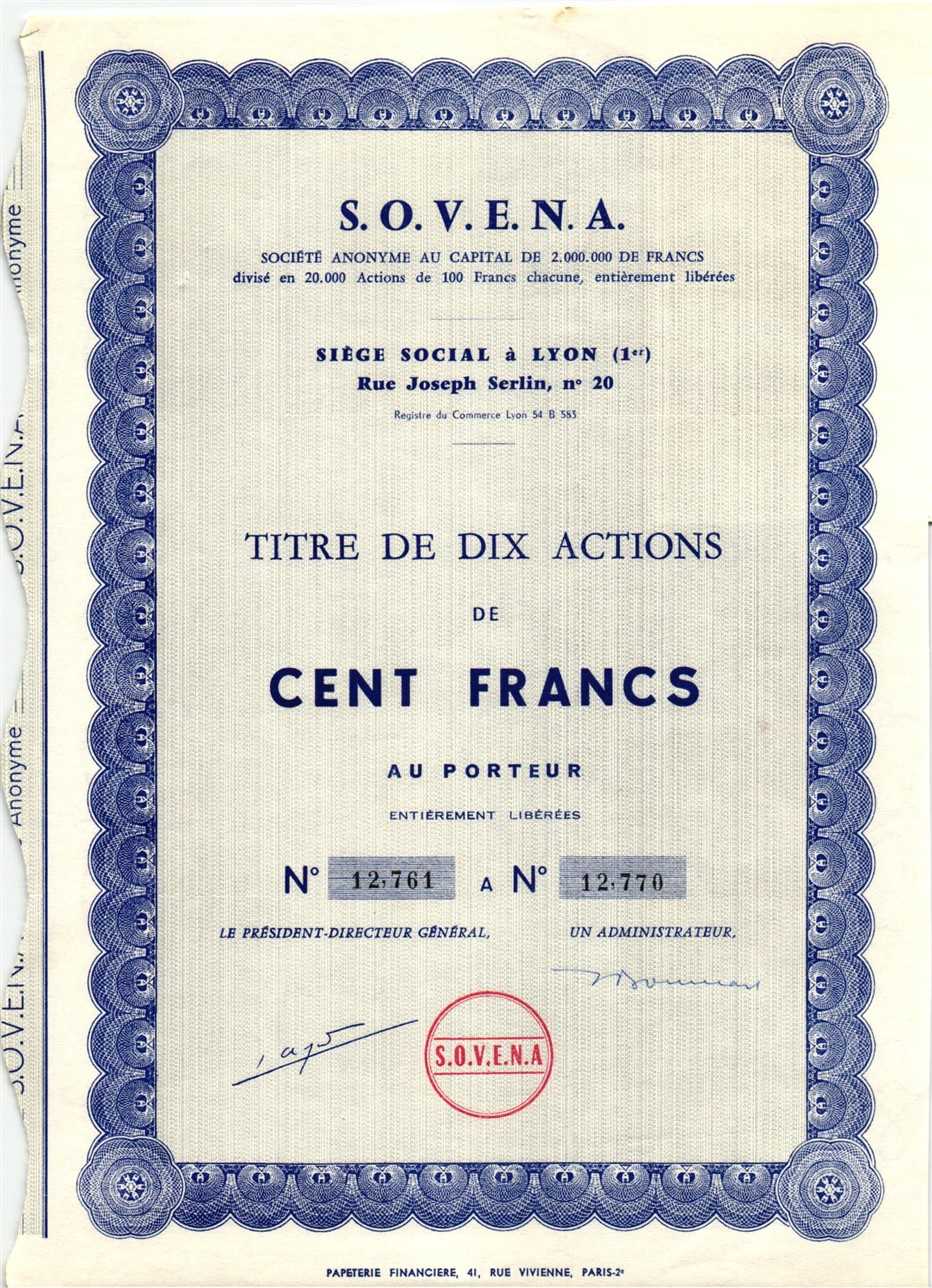 S.O.V.E.N.A.
SOCIÉTÉ ANONYME AU CAPITAL DE 2.000.000 DE FRANCS
divisé en 20.000 Actions de 100 Francs chacune, entièrement libérées
SIÈGE SOCIAL à LYON (1er)
Rue Joseph Serlin, nº 20
Registre du Commerce Lyon 54 B 583
TITRE DE DIX ACTIONS
DE
CENT FRANCS
AU PORTEUR
ENTIÈREMENT LIBÉRÉES
Nº 12,761 A Nº 12,770
LE PRÉSIDENT-DIRECTEUR GÉNÉRAL,
UN ADMINISTRATEUR,
S.O.V.E.N.A
PAPETERIE FINANCIERE, 41, RUE VIVIENNE, PARIS-2e
S.O.V.E.N.A. Anonyme
S.O.V.E.N.A. Anonyme